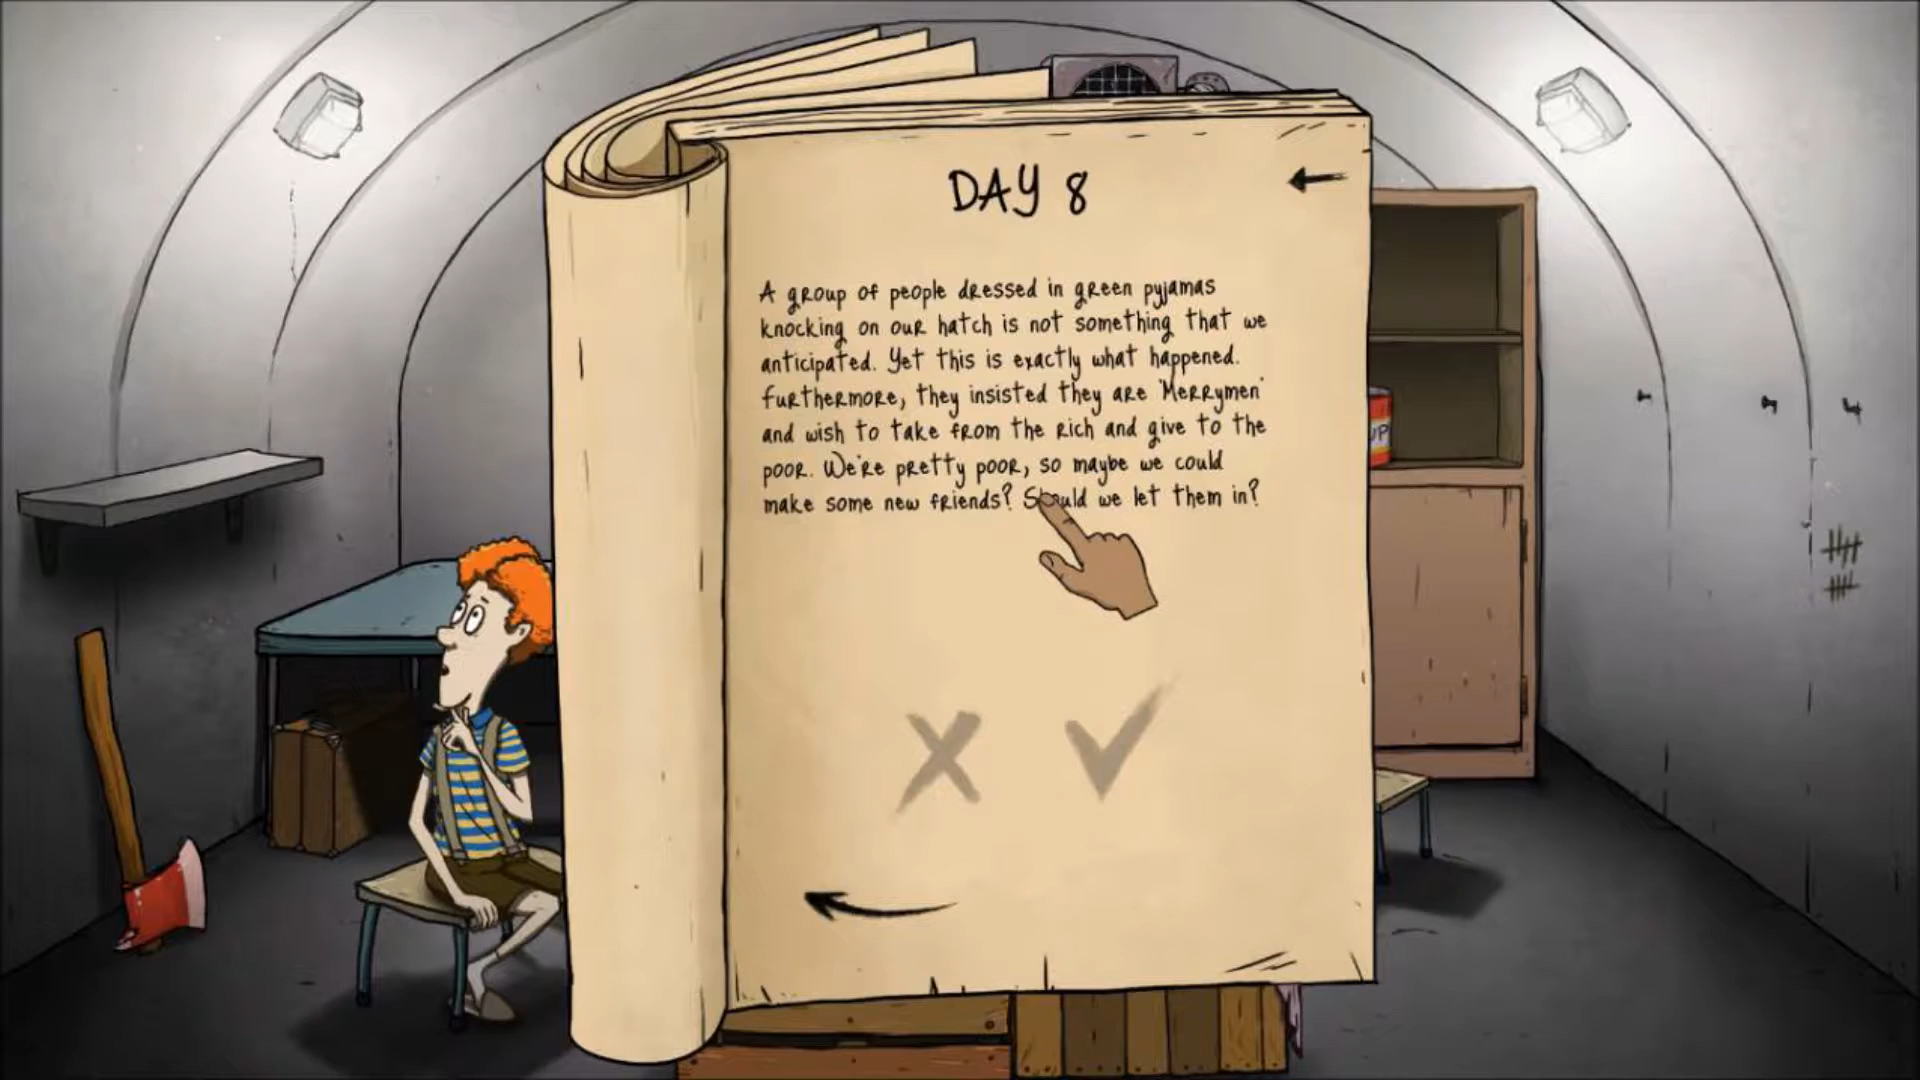 DAY 8
A group of people dressed in green pyjamas
knocking on our hatch is not something that we
anticipated. Yet this is exactly what happened.
Furthermore, they insisted they are 'Merrymen'
and wish to take from the rich and give to the
poor. We're pretty poor, so maybe we could
make some new friends? Should we let them in?
UP